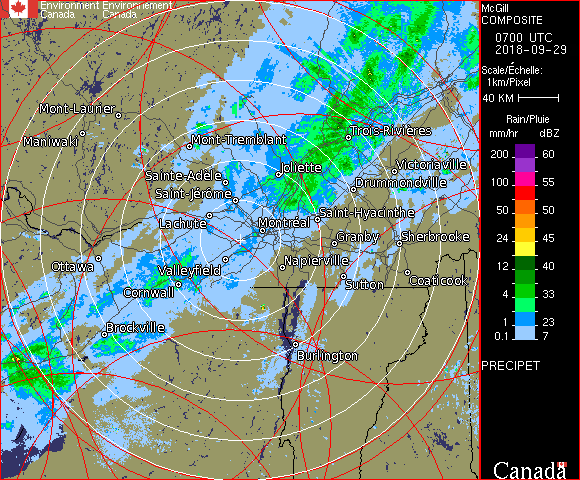 Environment Environnement
Canada Canada
McGill
COMPOSITE
0700 UTC
2018-09-29
Scale/Échelle:
1km/Pixel
40 KM
Rain/Pluie
mm/hr dBZ
200 60
100 55
50 50
24 45
12 40
4 33
1 23
0.1 7
PRECIPET
Canada
Mont-Laurier
Maniwaki
Mont-Tremblant
Trois-Rivières
Sainte-Adèle
Joliette
Victoriaville
Saint-Jérôme
Drummondville
Lachute
Montréal
Saint-Hyacinthe
Granby
Sherbrooke
Ottawa
Valleyfield
Napierville
Cornwall
Sutton
Coaticook
Brockville
Burlington